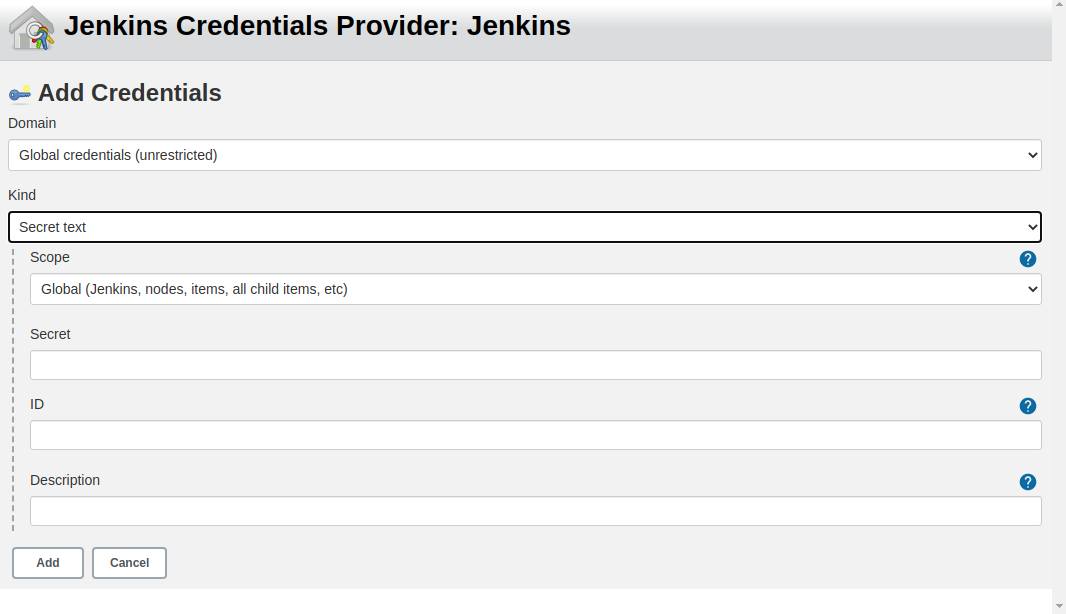 Jenkins Credentials Provider: Jenkins
Add Credentials
Domain
Global credentials (unrestricted)
Kind
Secret text
Scope
?
Global (Jenkins, nodes, items, all child items, etc)
Secret
ID
?
Description
?
Add Cancel